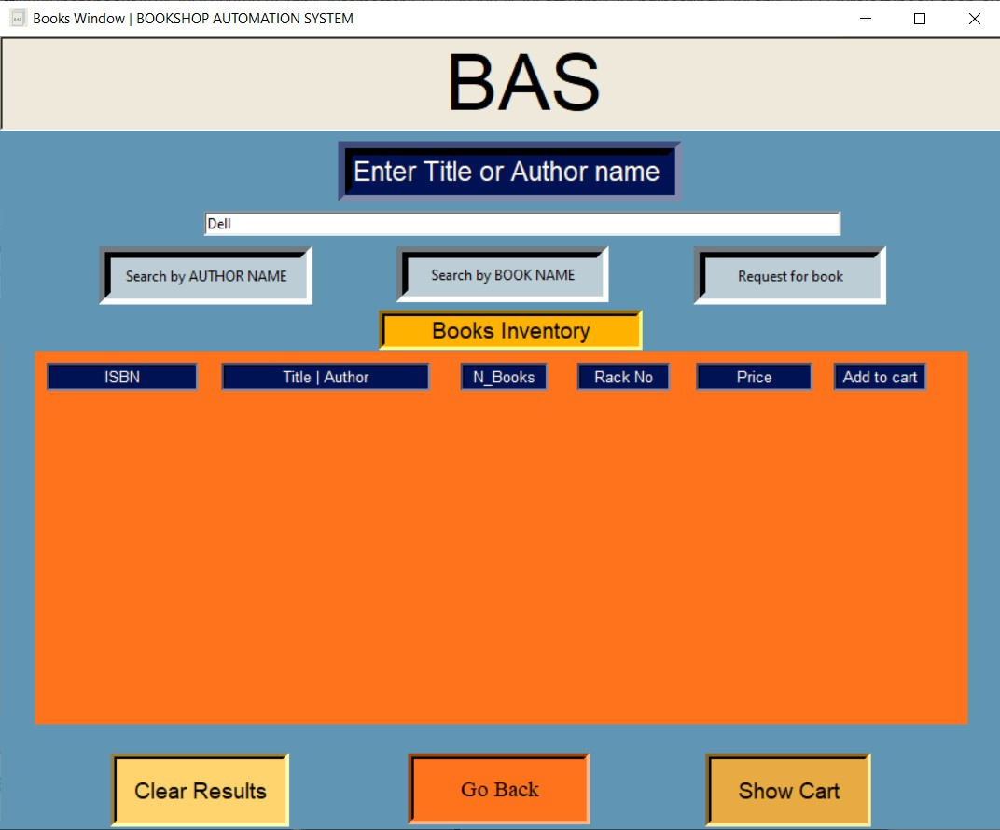 Books Window | BOOKSHOP AUTOMATION SYSTEM
BAS
Enter Title or Author name
Dell
Search by AUTHOR NAME Search by BOOK NAME Request for book
Books Inventory
ISBN Title | Author N_Books Rack No Price Add to cart
Clear Results Go Back Show Cart